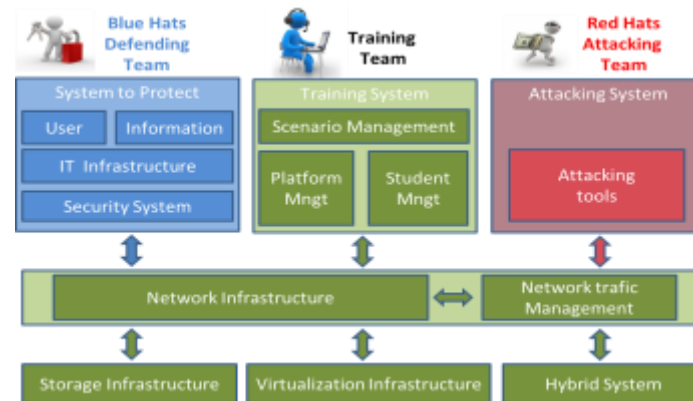 Blue Hats
Defending
Team
Training
Team
Red Hats
Attacking
Team
System to Protect
User
Information
IT Infrastructure
Security System
Training System
Scenario Management
Platform
Mngt
Student
Mngt
Attacking System
Attacking
tools
Network Infrastructure
Network trafic
Management
Storage Infrastructure
Virtualization Infrastructure
Hybrid System